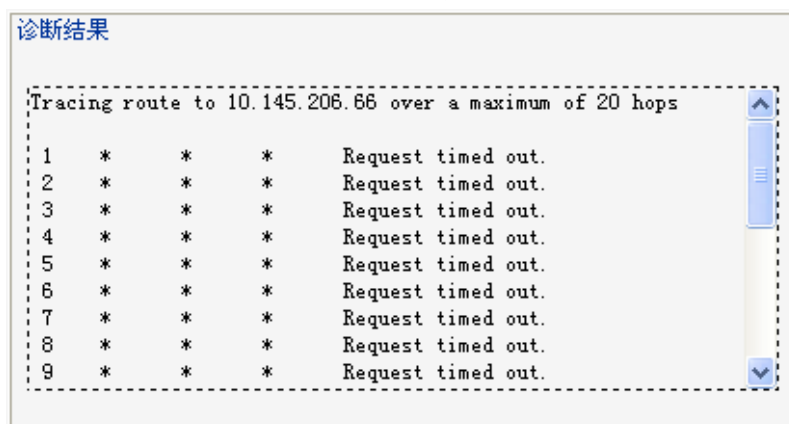 诊断结果
Tracing route to 10.145.206.66 over a maximum of 20 hops
1 * * * Request timed out.
2 * * * Request timed out.
3 * * * Request timed out.
4 * * * Request timed out.
5 * * * Request timed out.
6 * * * Request timed out.
7 * * * Request timed out.
8 * * * Request timed out.
9 * * * Request timed out.